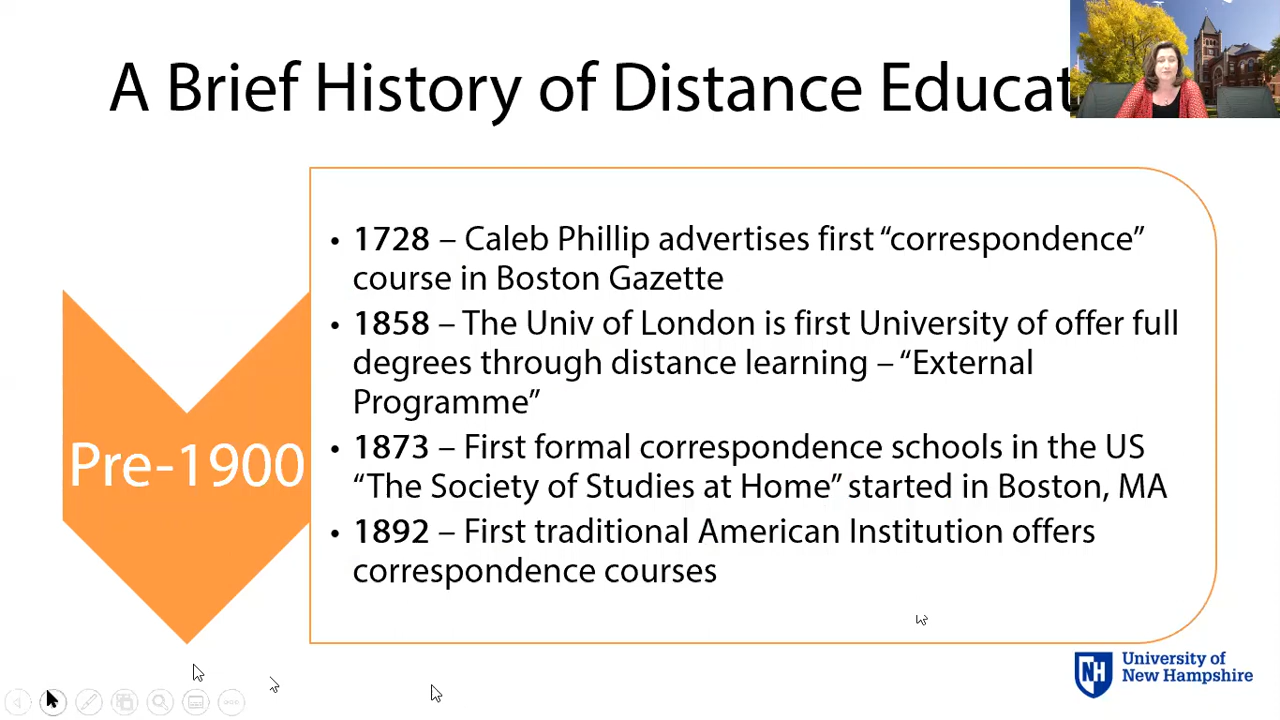 A Brief History of Distance Educat
• 1728 – Caleb Phillip advertises first “correspondence”
course in Boston Gazette
• 1858 – The Univ of London is first University of offer full
degrees through distance learning – “External
Programme”
• 1873 – First formal correspondence schools in the US
“The Society of Studies at Home” started in Boston, MA
• 1892 – First traditional American Institution offers
correspondence courses
Pre-1900
NH
University of
New Hampshire